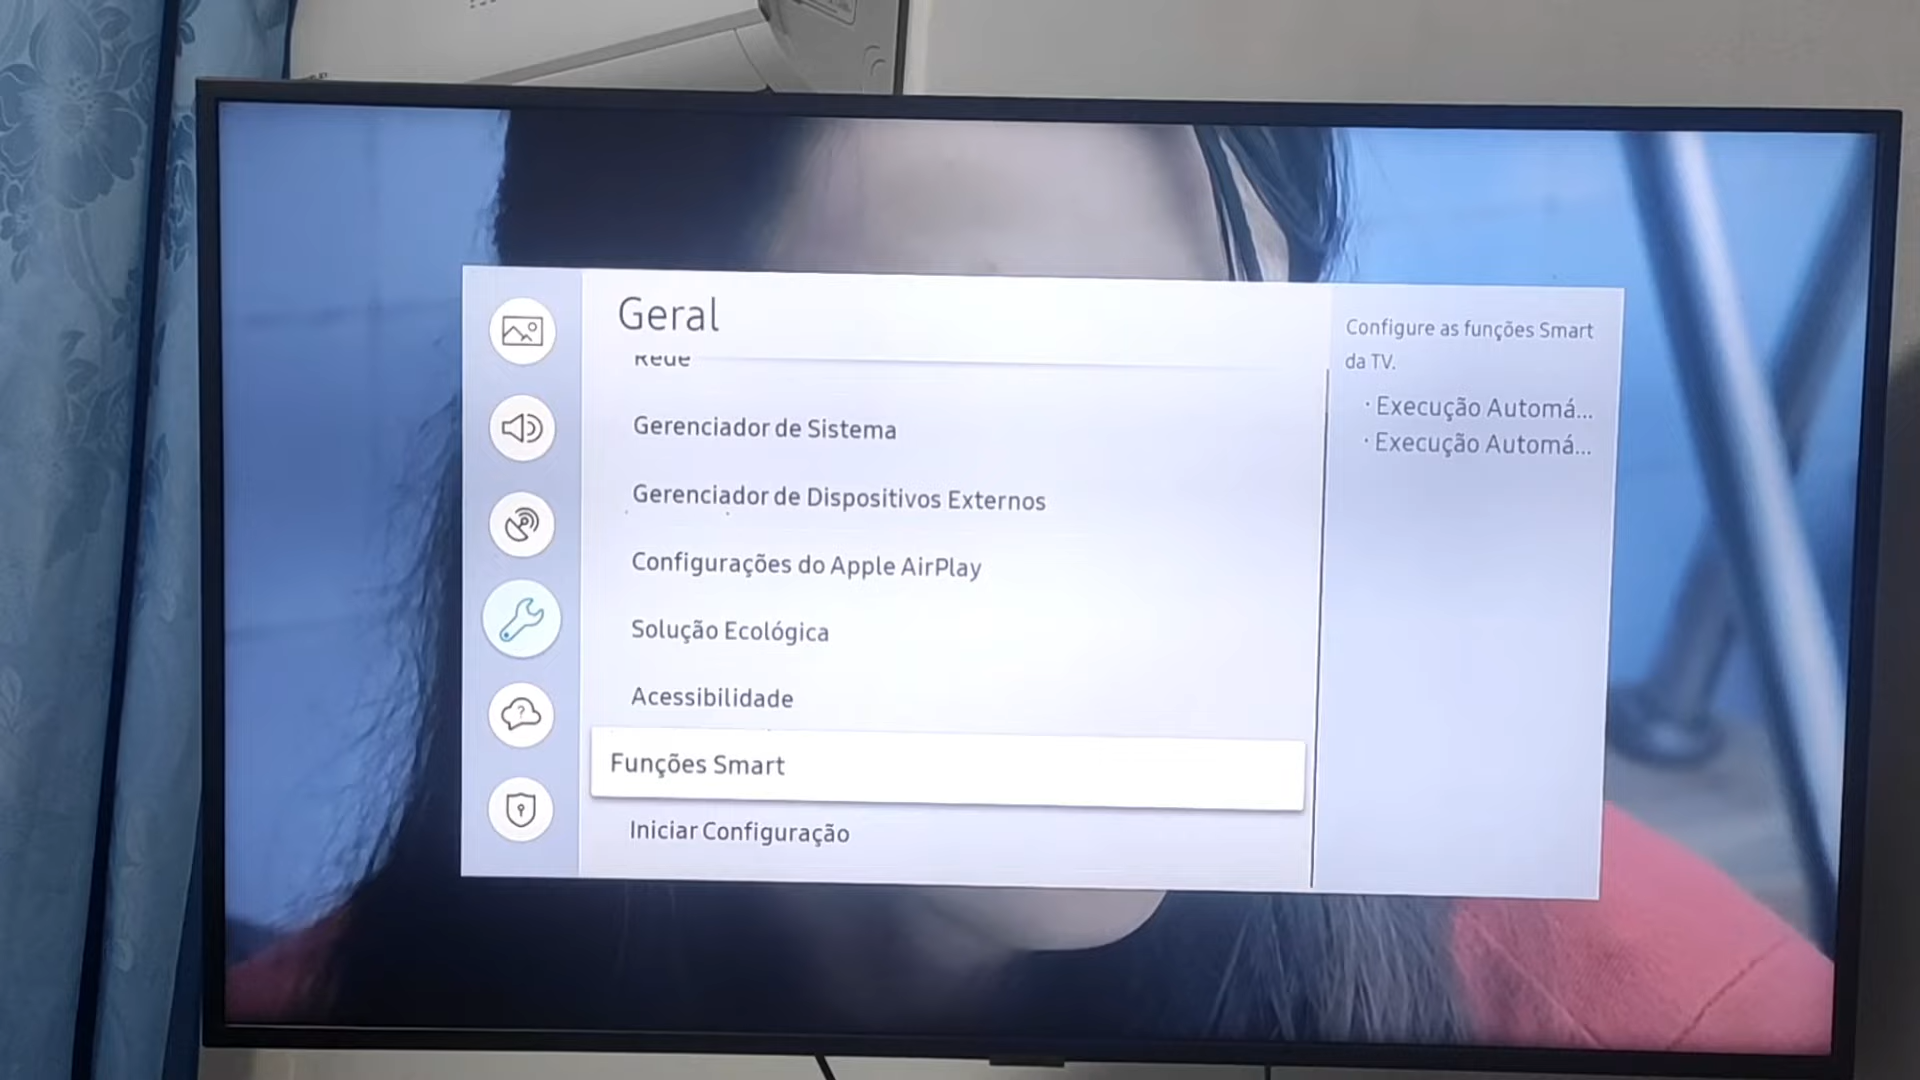 Geral
Rede
Gerenciador de Sistema
Gerenciador de Dispositivos Externos
Configurações do Apple AirPlay
Solução Ecológica
Acessibilidade
Funções Smart
Iniciar Configuração
Configure as funções Smart
da TV.
· Execução Automá...
· Execução Automá...